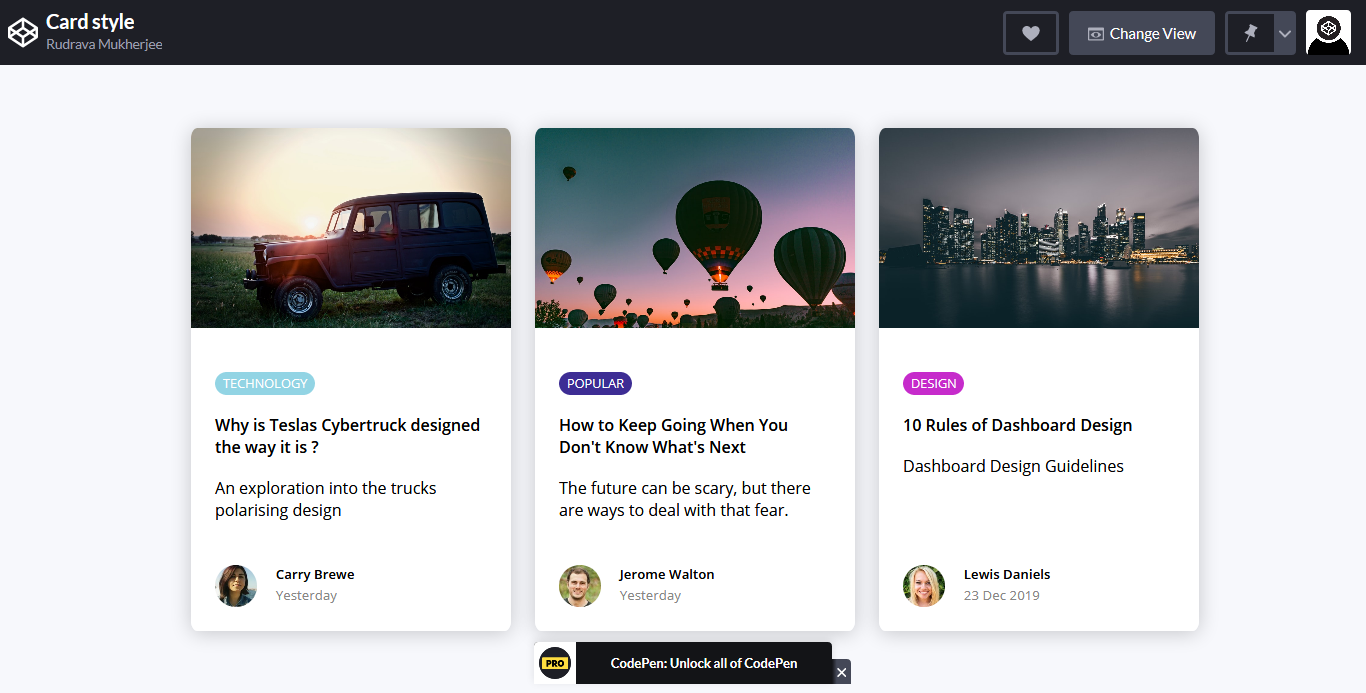 Card style
Rudrava Mukherjee
Change View
TECHNOLOGY
Why is Teslas Cybertruck designed
the way it is ?
An exploration into the trucks
polarising design
Carry Brewe
Yesterday
POPULAR
How to Keep Going When You
Don't Know What's Next
The future can be scary, but there
are ways to deal with that fear.
Jerome Walton
Yesterday
DESIGN
10 Rules of Dashboard Design
Dashboard Design Guidelines
Lewis Daniels
23 Dec 2019
PRO
CodePen: Unlock all of CodePen